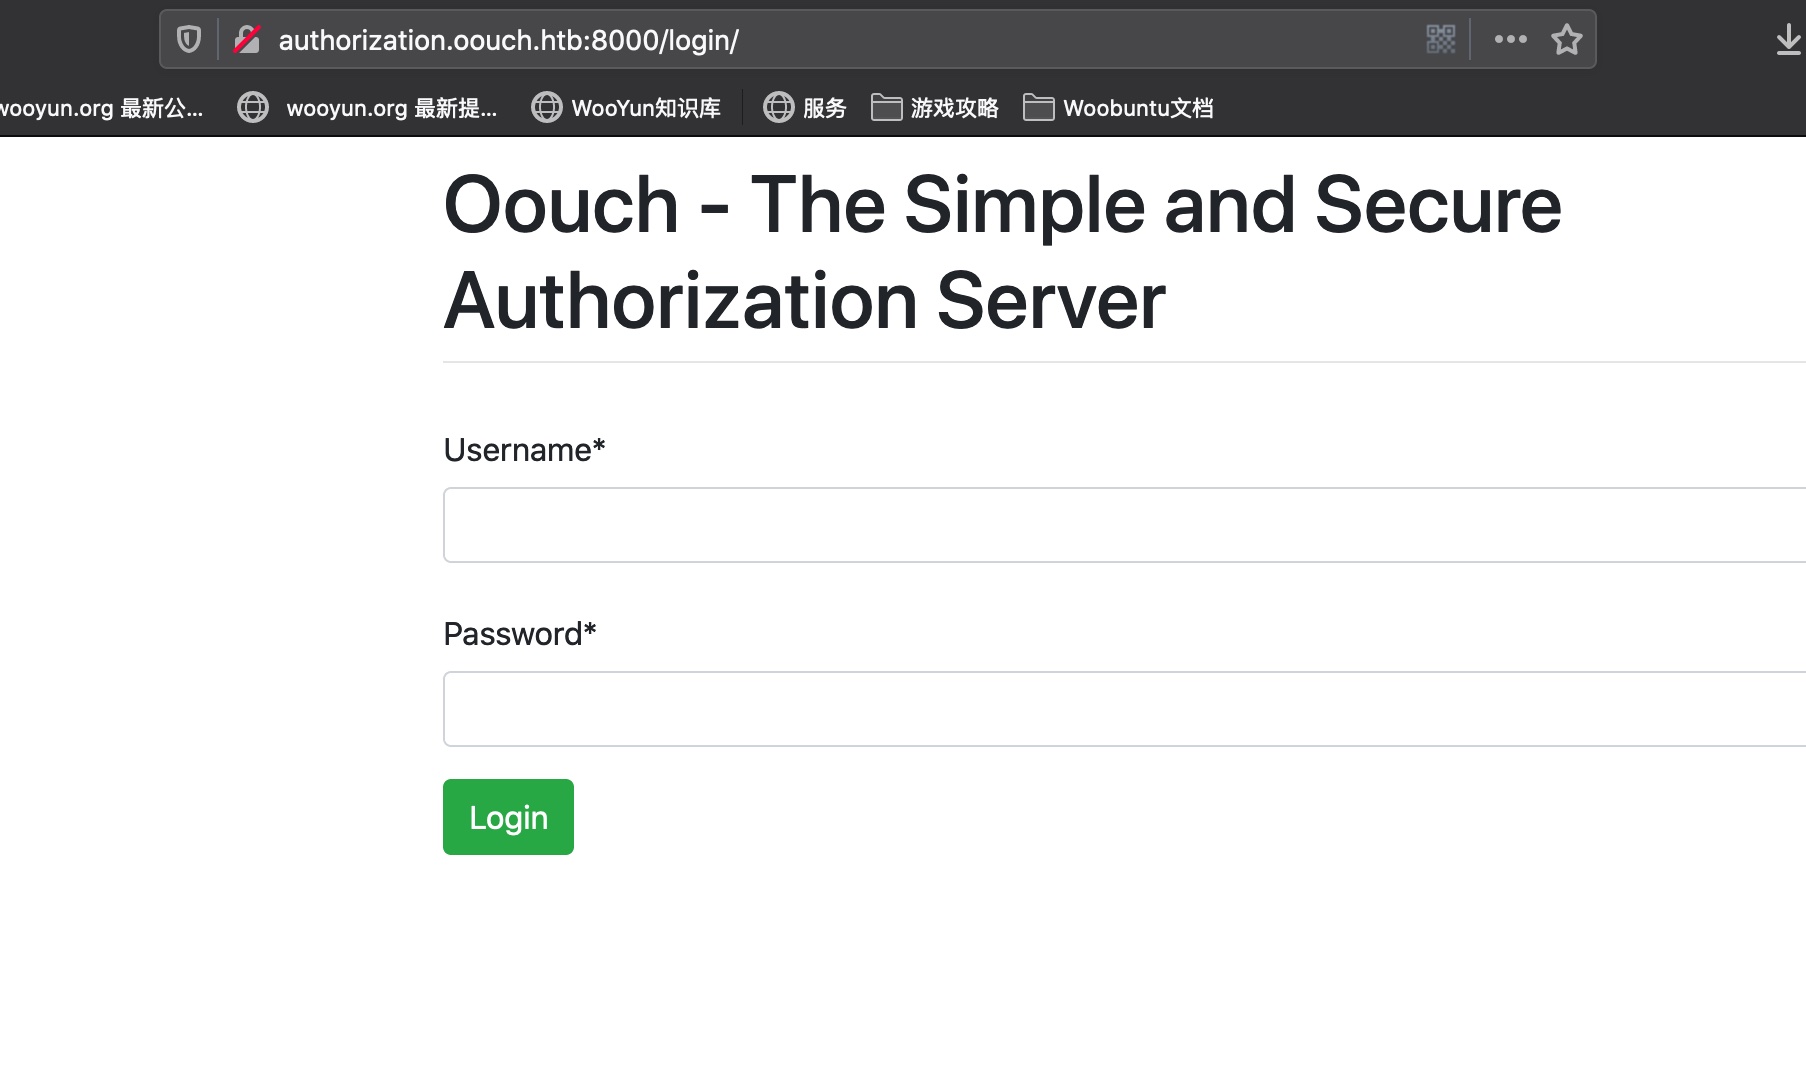 authorization.oouch.htb:8000/login/
wooyun.org 最新公... wooyun.org 最新提... WooYun知识库 服务 游戏攻略 Woobuntu文档
Oouch - The Simple and Secure
Authorization Server
Username*
Password*
Login